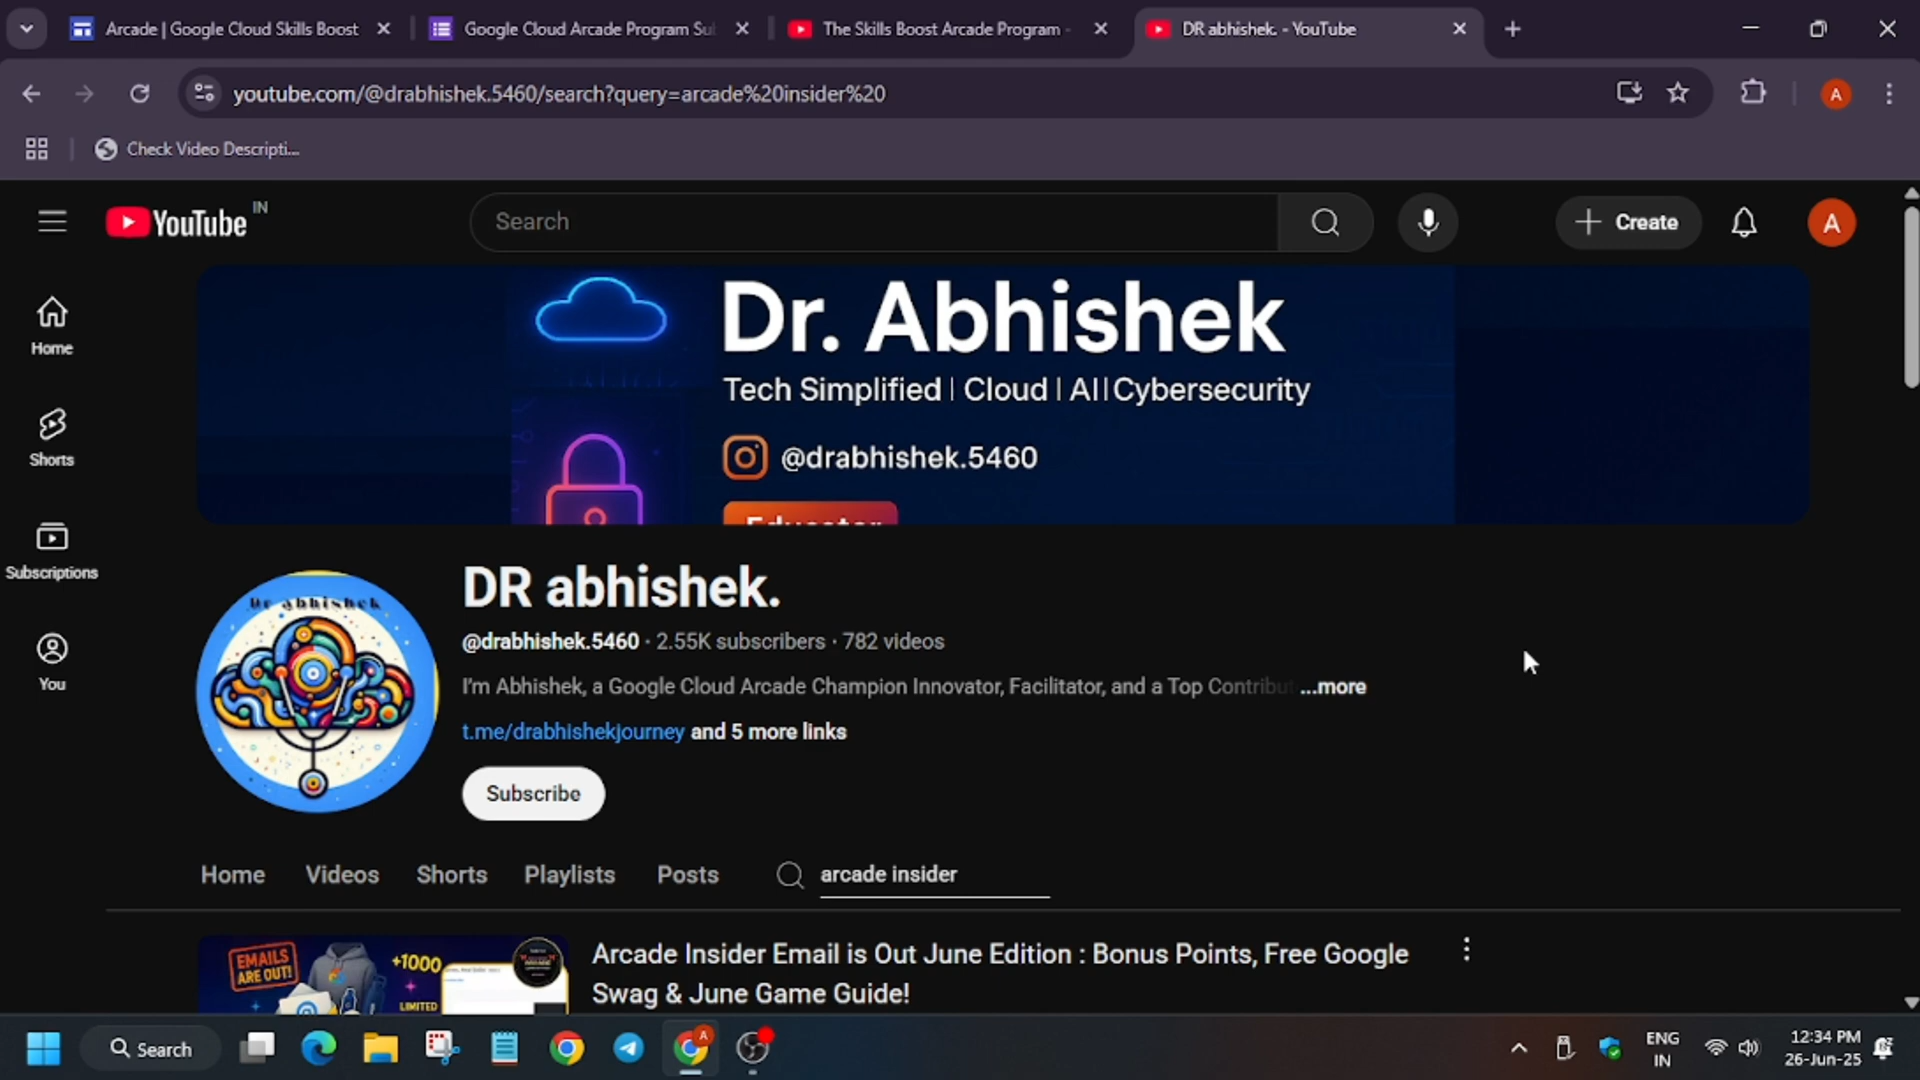 Arcade | Google Cloud Skills Boost
Google Cloud Arcade Program Su
The Skills Boost Arcade Program -
DR abhishek. - YouTube
youtube.com/@drabhishek.5460/search?query=arcade%20insider%20
A
Check Video Descripti...
YouTube IN
Search
Create
A
Home
Shorts
Subscriptions
You
Dr. Abhishek
Tech Simplified | Cloud | AI | Cybersecurity
@drabhishek.5460
Educator
Dr abhishek
DR abhishek.
@drabhishek.5460 · 2.55K subscribers · 782 videos
I'm Abhishek, a Google Cloud Arcade Champion Innovator, Facilitator, and a Top Contribut ...more
t.me/drabhishekjourney and 5 more links
Subscribe
Home Videos Shorts Playlists Posts arcade insider
EMAILS
ARE OUT!
+1000
LIMITED
Arcade Insider Email is Out June Edition : Bonus Points, Free Google
Swag & June Game Guide!
Search
A
ENG
IN
12:34 PM
26-Jun-25